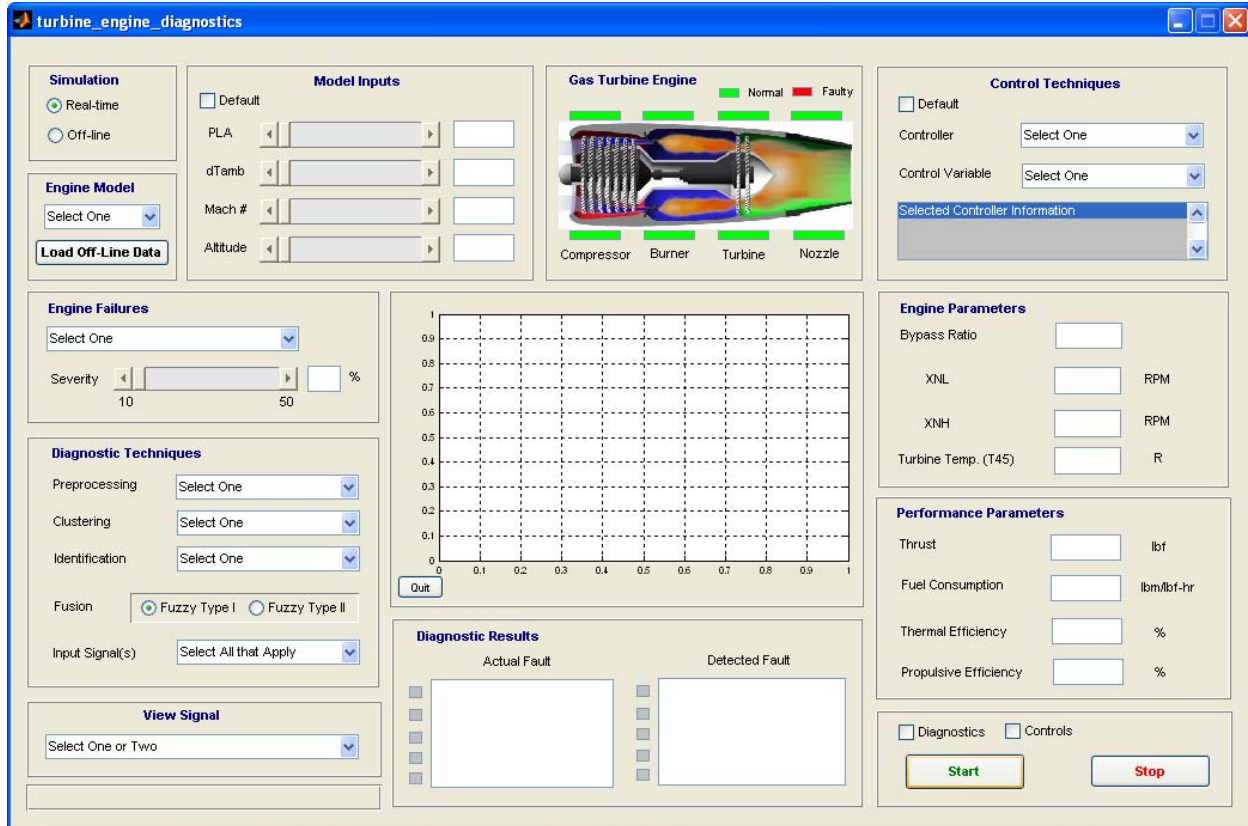 turbine_engine_diagnostics
Simulation
Real-time
Off-line
Engine Model
Select One
Load Off-Line Data
Model Inputs
Default
PLA
dTamb
Mach #
Altitude
Gas Turbine Engine
Normal
Faulty
Compressor
Burner
Turbine
Nozzle
Control Techniques
Default
Controller
Select One
Control Variable
Select One
Selected Controller Information
Engine Failures
Select One
Severity
%
10
50
Diagnostic Techniques
Preprocessing
Select One
Clustering
Select One
Identification
Select One
Fusion
Fuzzy Type I
Fuzzy Type II
Input Signal(s)
Select All that Apply
View Signal
Select One or Two
1
0.9
0.8
0.7
0.6
0.5
0.4
0.3
0.2
0.1
0
0
0.1
0.2
0.3
0.4
0.5
0.6
0.7
0.8
0.9
1
Quit
Diagnostic Results
Actual Fault
Detected Fault
Engine Parameters
Bypass Ratio
XNL
RPM
XNH
RPM
Turbine Temp. (T45)
R
Performance Parameters
Thrust
lbf
Fuel Consumption
lbm/lbf-hr
Thermal Efficiency
%
Propulsive Efficiency
%
Diagnostics
Controls
Start
Stop